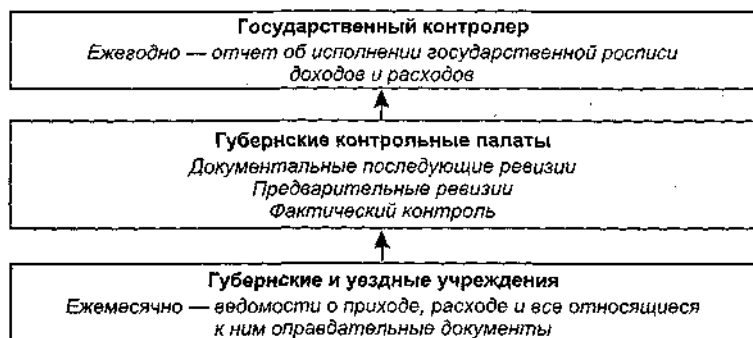 Государственный контролер
Ежегодно — отчет об исполнении государственной росписи
доходов и расходов
Губернские контрольные палаты
Документальные последующие ревизии
Предварительные ревизии
Фактический контроль
Губернские и уездные учреждения
Ежемесячно — ведомости о приходе, расходе и все относящиеся
к ним оправдательные документы